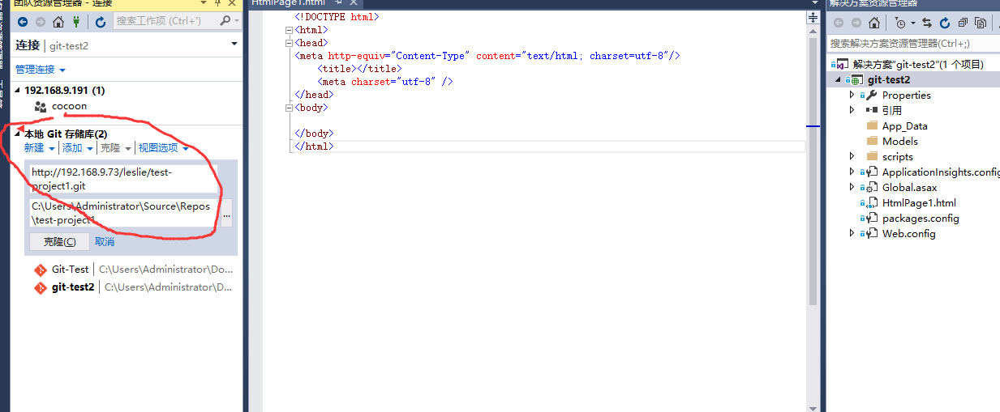 团队资源管理器 - 连接
搜索工作项 (Ctrl+')
连接 | git-test2
管理连接
192.168.9.191 (1)
cocoon
本地 Git 存储库(2)
新建 添加 克隆 视图选项
http://192.168.9.73/leslie/test-
project1.git
C:\Users\Administrator\Source\Repos
\test-project1
...
克隆(C) 取消
Git-Test | C:\Users\Administrator\Do...
git-test2 | C:\Users\Administrator\D...
HtmlPage1.html
<!DOCTYPE html>
<html>
<head>
<meta http-equiv="Content-Type" content="text/html; charset=utf-8"/>
<title></title>
<meta charset="utf-8" />
</head>
<body>
</body>
</html>
解决方案资源管理器
搜索解决方案资源管理器(Ctrl+;)
解决方案"git-test2"(1 个项目)
git-test2
Properties
引用
App_Data
Models
scripts
ApplicationInsights.config
Global.asax
HtmlPage1.html
packages.config
Web.config